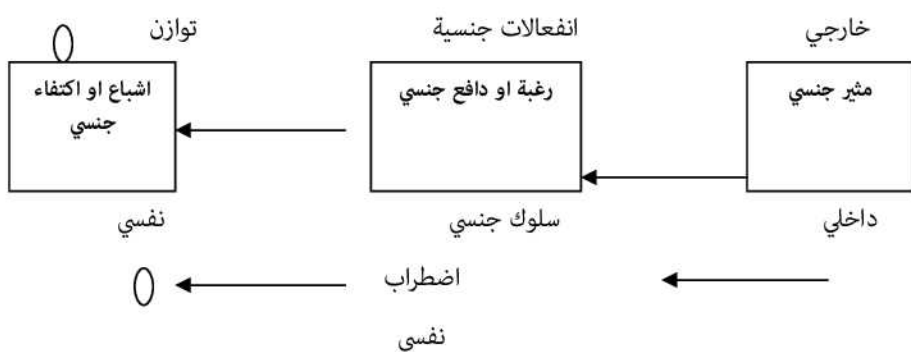 خارجي انفعالات جنسية توازن
مثير جنسي رغبة او دافع جنسي اشباع او اكتفاء
جنسي
داخلي سلوك جنسي نفسي
اضطراب
نفسي